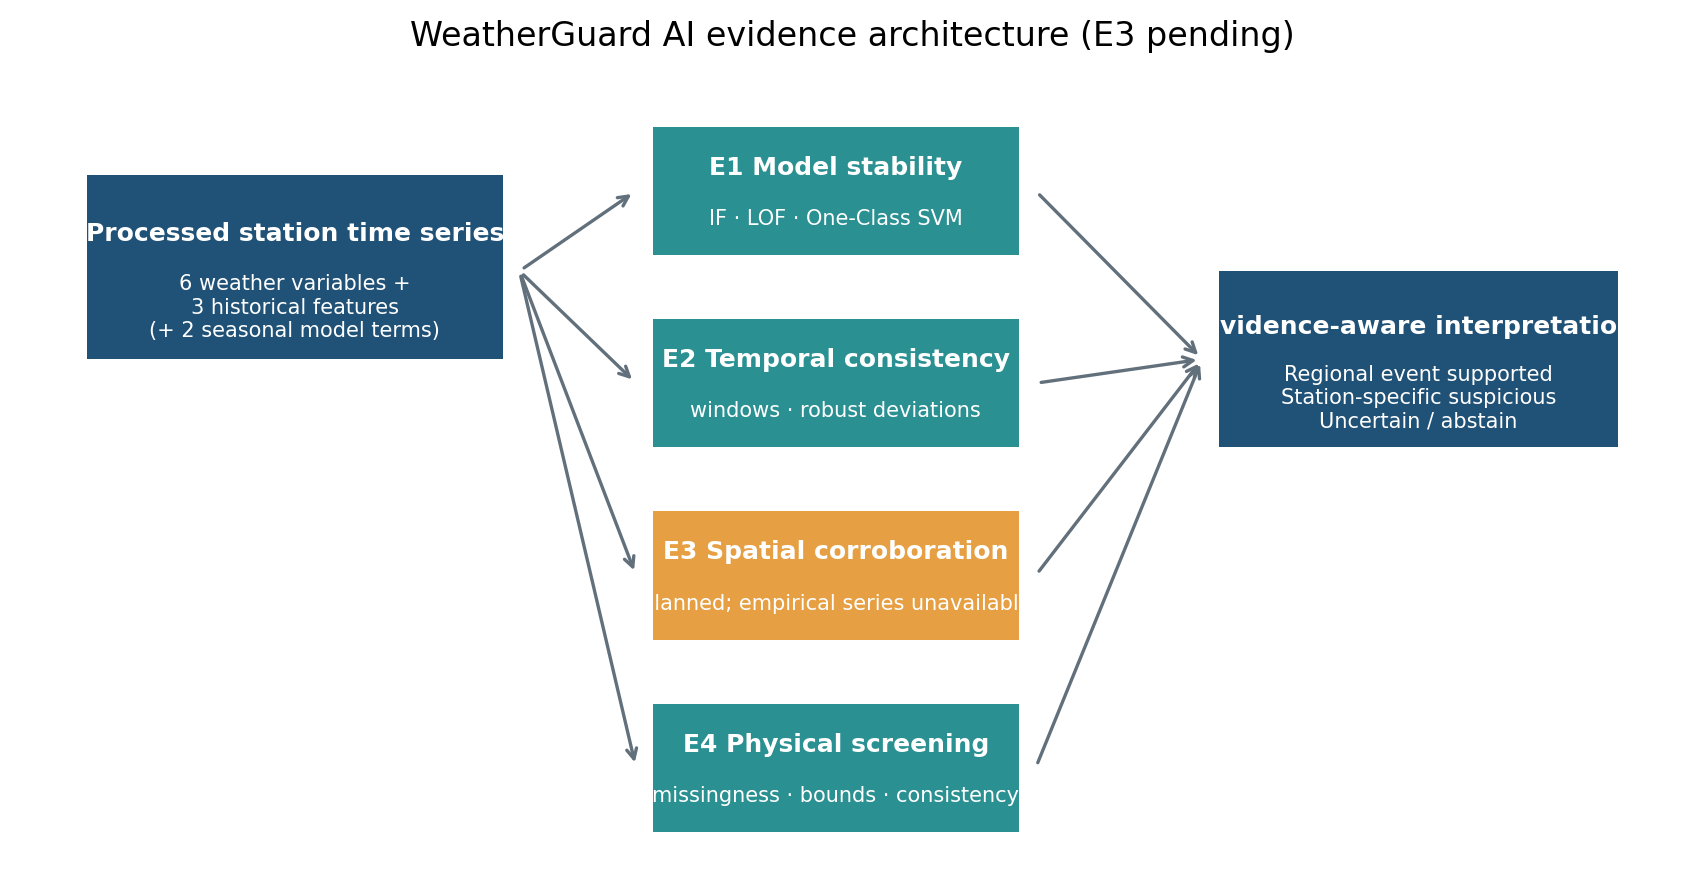 WeatherGuard AI evidence architecture (E3 pending)
Processed station time series
6 weather variables +
3 historical features
(+ 2 seasonal model terms)
E1 Model stability
IF · LOF · One-Class SVM
E2 Temporal consistency
windows · robust deviations
E3 Spatial corroboration
lanned; empirical series unavailabl
E4 Physical screening
missingness · bounds · consistency
vidence-aware interpretatio
Regional event supported
Station-specific suspicious
Uncertain / abstain